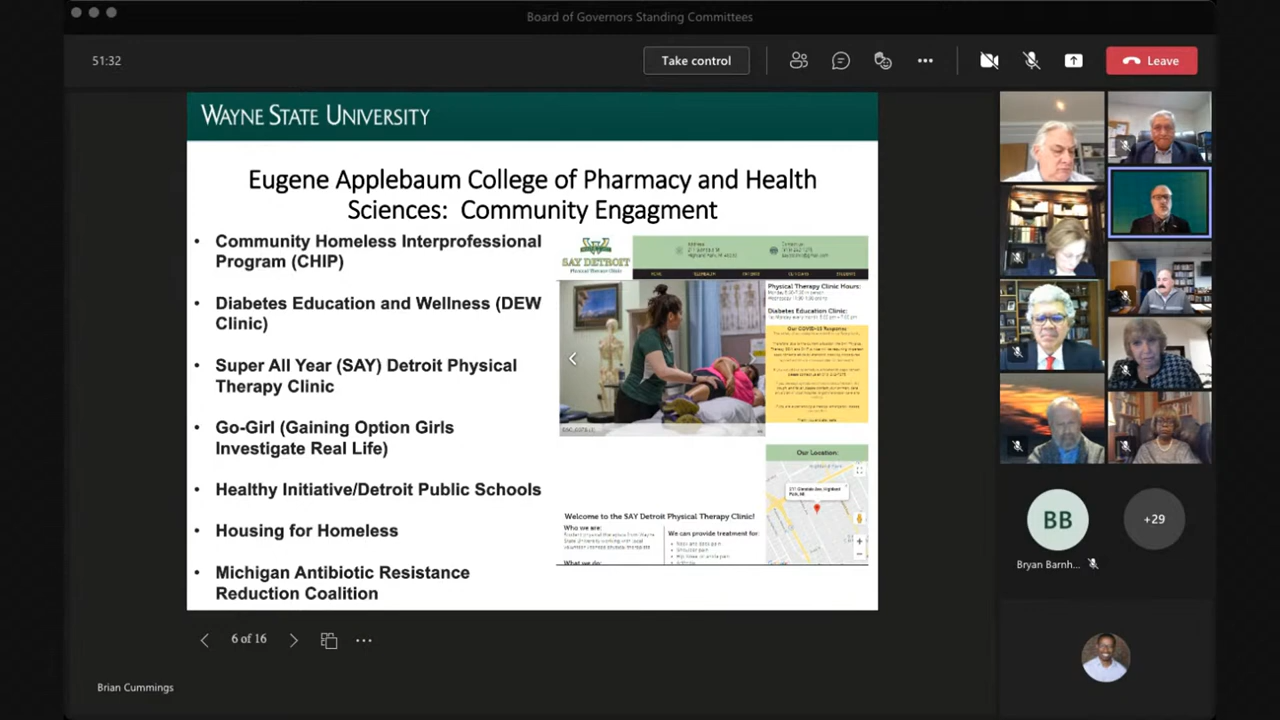 Board of Governors Standing Committees
51:32
Take control
Leave
WAYNE STATE UNIVERSITY
Eugene Applebaum College of Pharmacy and Health
Sciences: Community Engagment
• Community Homeless Interprofessional
Program (CHIP)
• Diabetes Education and Wellness (DEW
Clinic)
• Super All Year (SAY) Detroit Physical
Therapy Clinic
• Go-Girl (Gaining Option Girls
Investigate Real Life)
• Healthy Initiative/Detroit Public Schools
• Housing for Homeless
• Michigan Antibiotic Resistance
Reduction Coalition
SAY DETROIT
Physical Therapy Clinic
Physical Therapy Clinic Hours:
Diabetes Education Clinic:
Our COVID-19 Response
Our Location:
Welcome to the SAY Detroit Physical Therapy Clinic!
Who we are:
We can provide treatment for:
What we do:
BB
+29
Bryan Barnh...
6 of 16
Brian Cummings